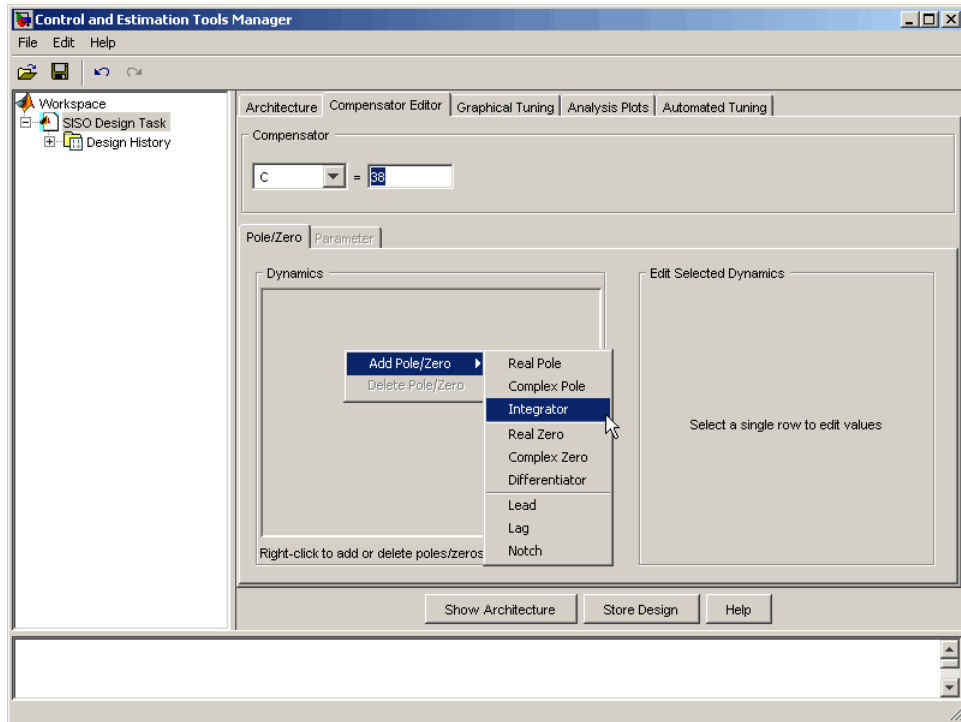 Control and Estimation Tools Manager
File Edit Help
Workspace
SISO Design Task
Design History
Architecture Compensator Editor Graphical Tuning Analysis Plots Automated Tuning
Compensator
C = 38
Pole/Zero Parameter
Dynamics
Edit Selected Dynamics
Add Pole/Zero
Delete Pole/Zero
Real Pole
Complex Pole
Integrator
Real Zero
Complex Zero
Differentiator
Lead
Lag
Notch
Select a single row to edit values
Right-click to add or delete poles/zeros
Show Architecture Store Design Help